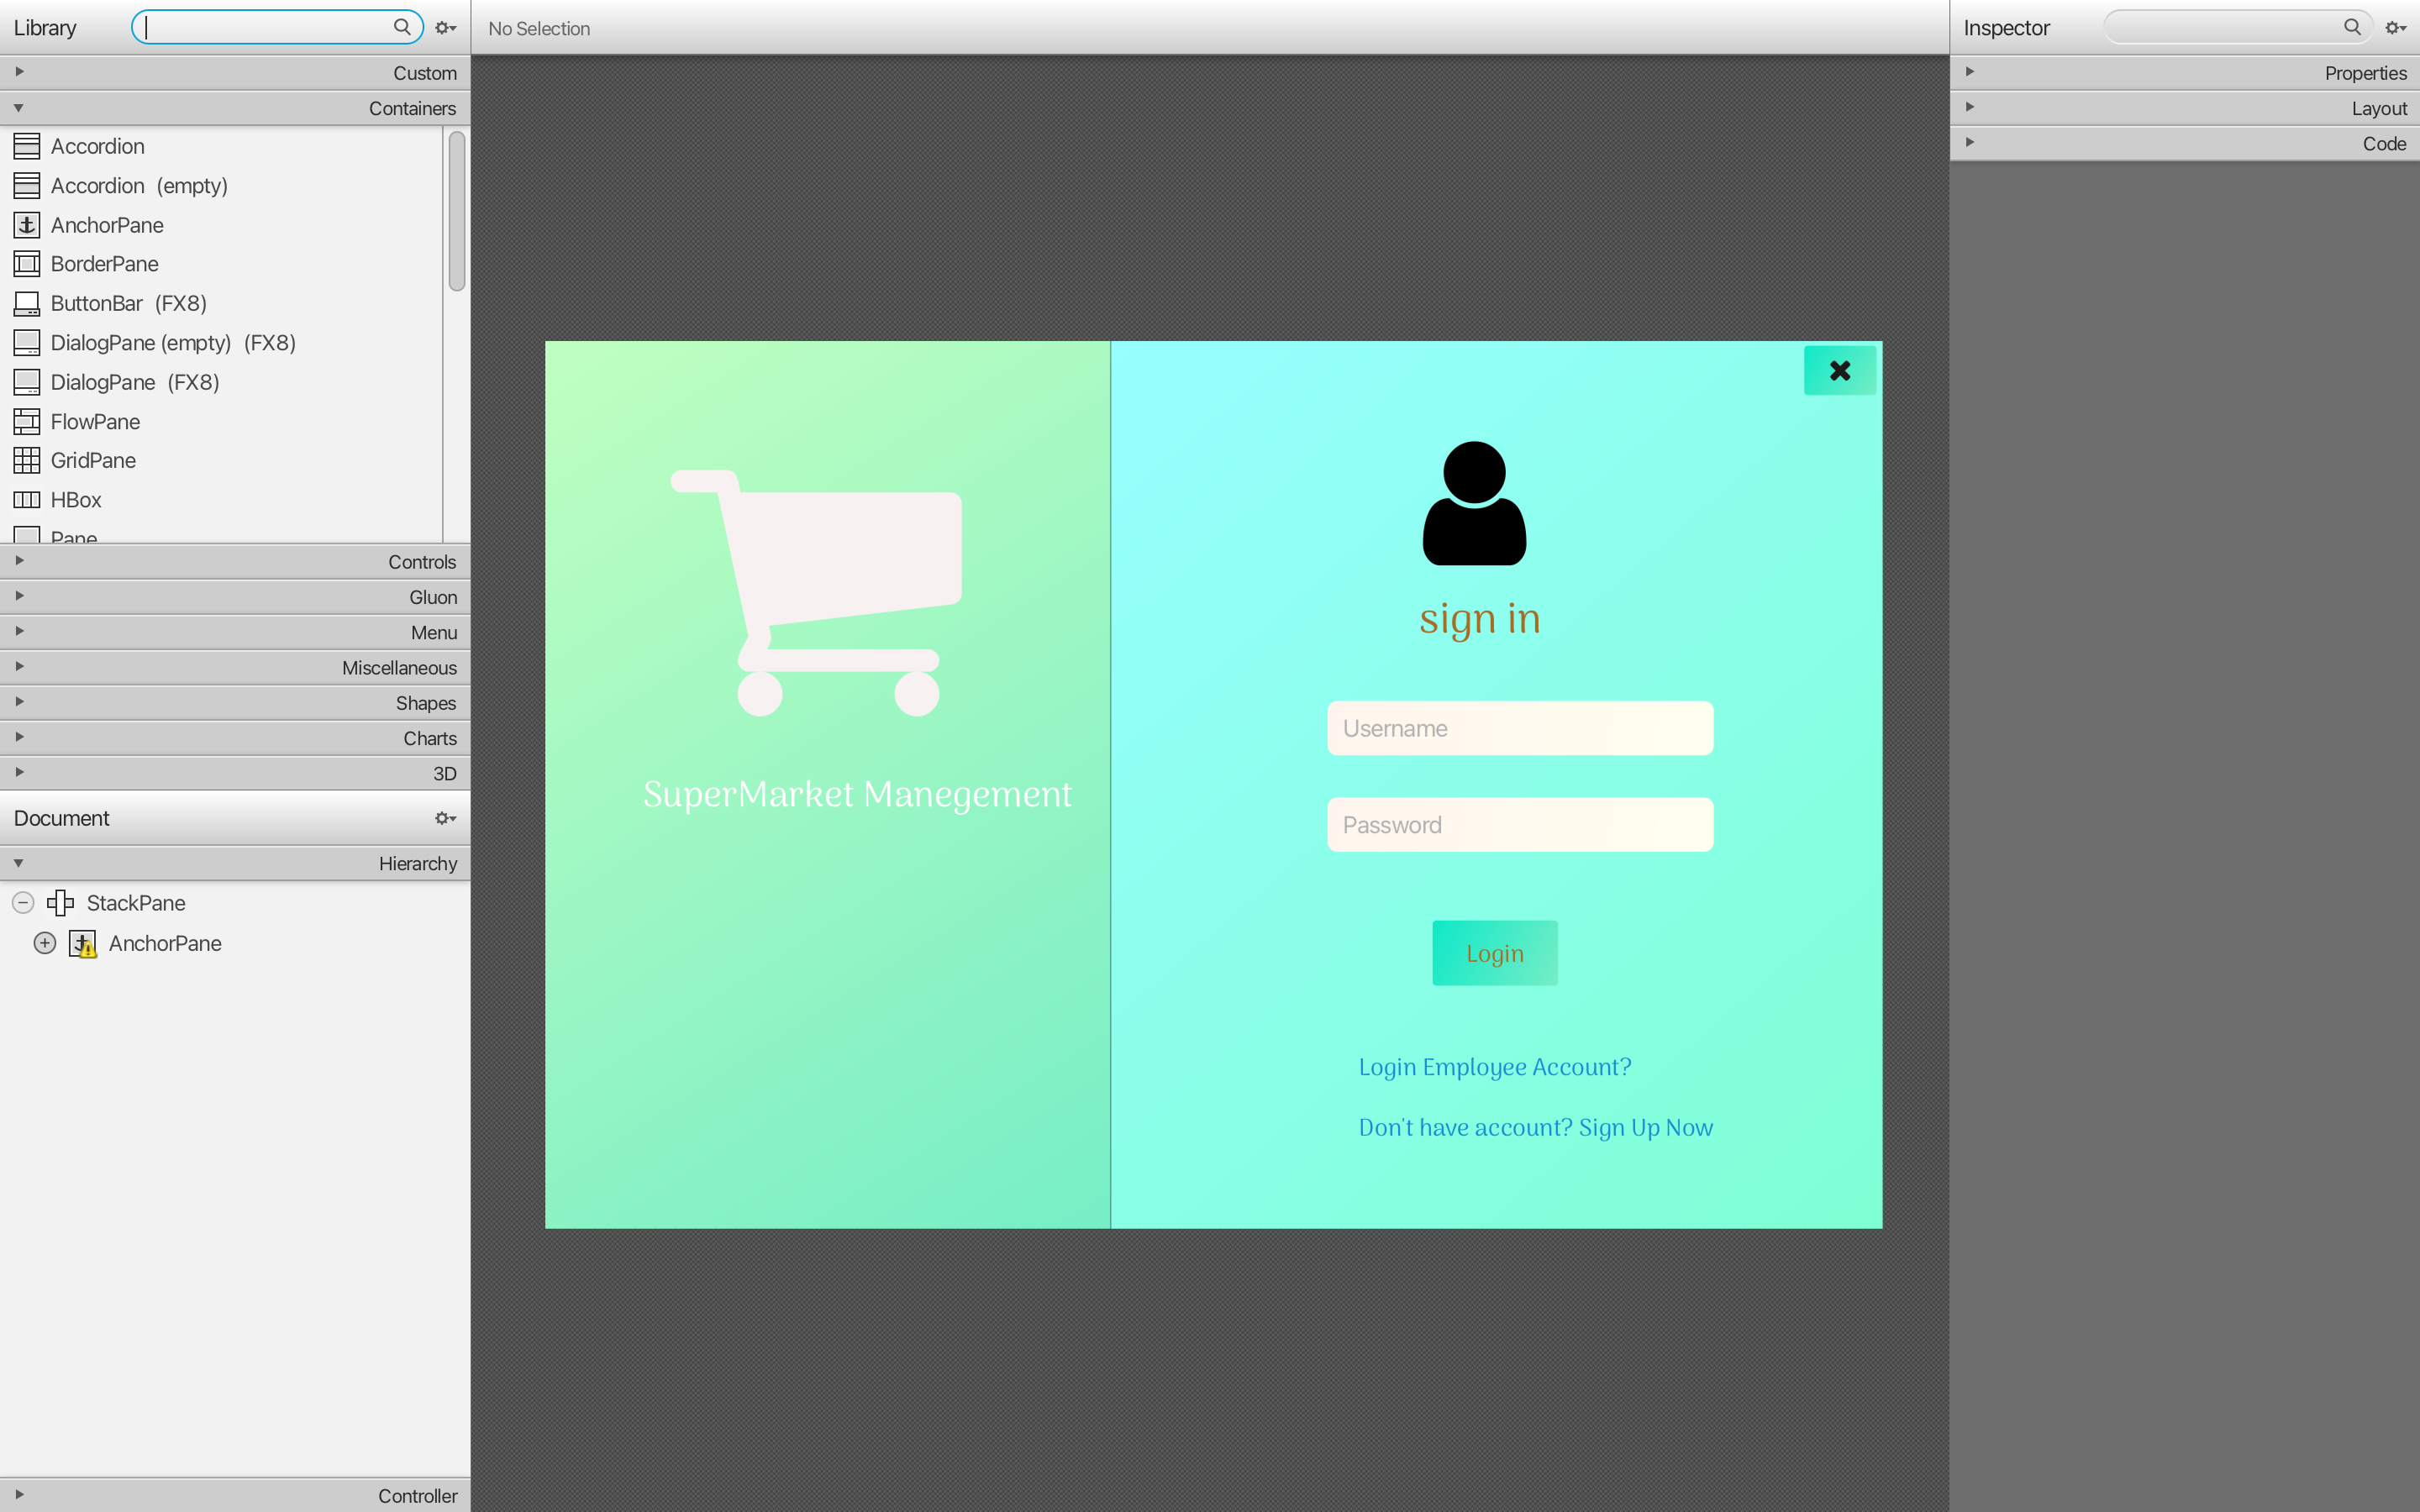 Library
Custom
Containers
Accordion
Accordion (empty)
AnchorPane
BorderPane
ButtonBar (FX8)
DialogPane (empty) (FX8)
DialogPane (FX8)
FlowPane
GridPane
HBox
Pane
Controls
Gluon
Menu
Miscellaneous
Shapes
Charts
3D
Document
Hierarchy
StackPane
AnchorPane
Controller
No Selection
SuperMarket Manegement
sign in
Username
Password
Login
Login Employee Account?
Don't have account? Sign Up Now
Inspector
Properties
Layout
Code